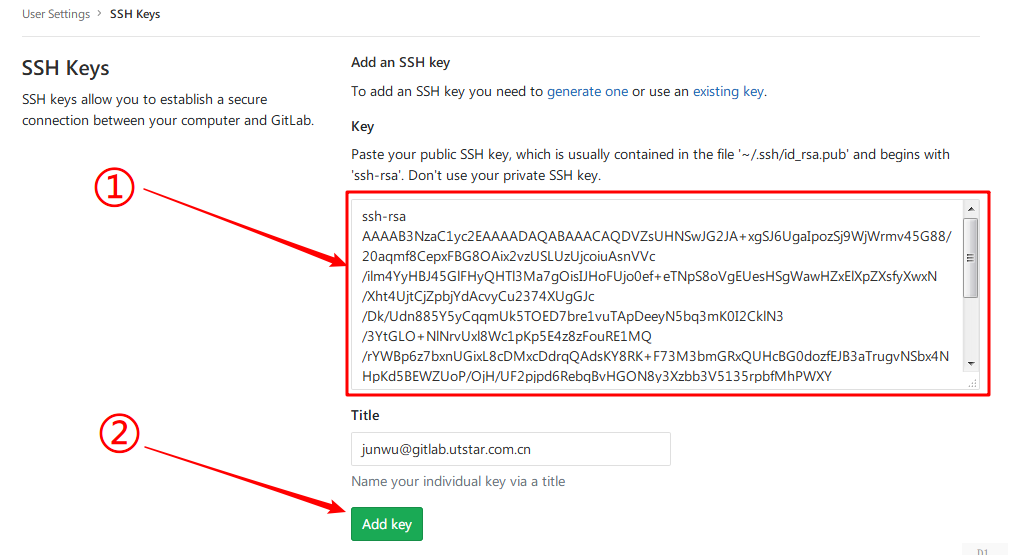 User Settings > SSH Keys
SSH Keys
SSH keys allow you to establish a secure
connection between your computer and GitLab.
Add an SSH key
To add an SSH key you need to generate one or use an existing key.
Key
Paste your public SSH key, which is usually contained in the file '~/.ssh/id_rsa.pub' and begins with
'ssh-rsa'. Don't use your private SSH key.
①
ssh-rsa
AAAAB3NzaC1yc2EAAAADAQABAAACAQDVZsUHNSwJG2JA+xgSJ6UgaIpozSj9WjWrmv45G88/
20aqmf8CepxFBG8OAix2vzUSLUzUjcoiuAsnVVc
/ilm4YyHBJ45GlFHyQHTl3Ma7gOisIJHoFUjo0ef+eTNpS8oVgEUesHSgWawHZxElXpZXsfyXwxN
/Xht4UjtCjZpbjYdAcvyCu2374XUgGJc
/Dk/Udn885Y5yCqqmUk5TOED7bre1vuTApDeeyN5bq3mK0I2CklN3
/3YtGLO+NlNrvUxl8Wc1pKp5E4z8zFouRE1MQ
/rYWBp6z7bxnUGixL8cDMxcDdrqQAdsKY8RK+F73M3bmGRxQUHcBG0dozfEJB3aTrugvNSbx4N
HpKd5BEWZUoP/OjH/UF2pjpd6RebqBvHGON8y3Xzbb3V5135rpbfMhPWXY
Title
②
junwu@gitlab.utstar.com.cn
Name your individual key via a title
Add key